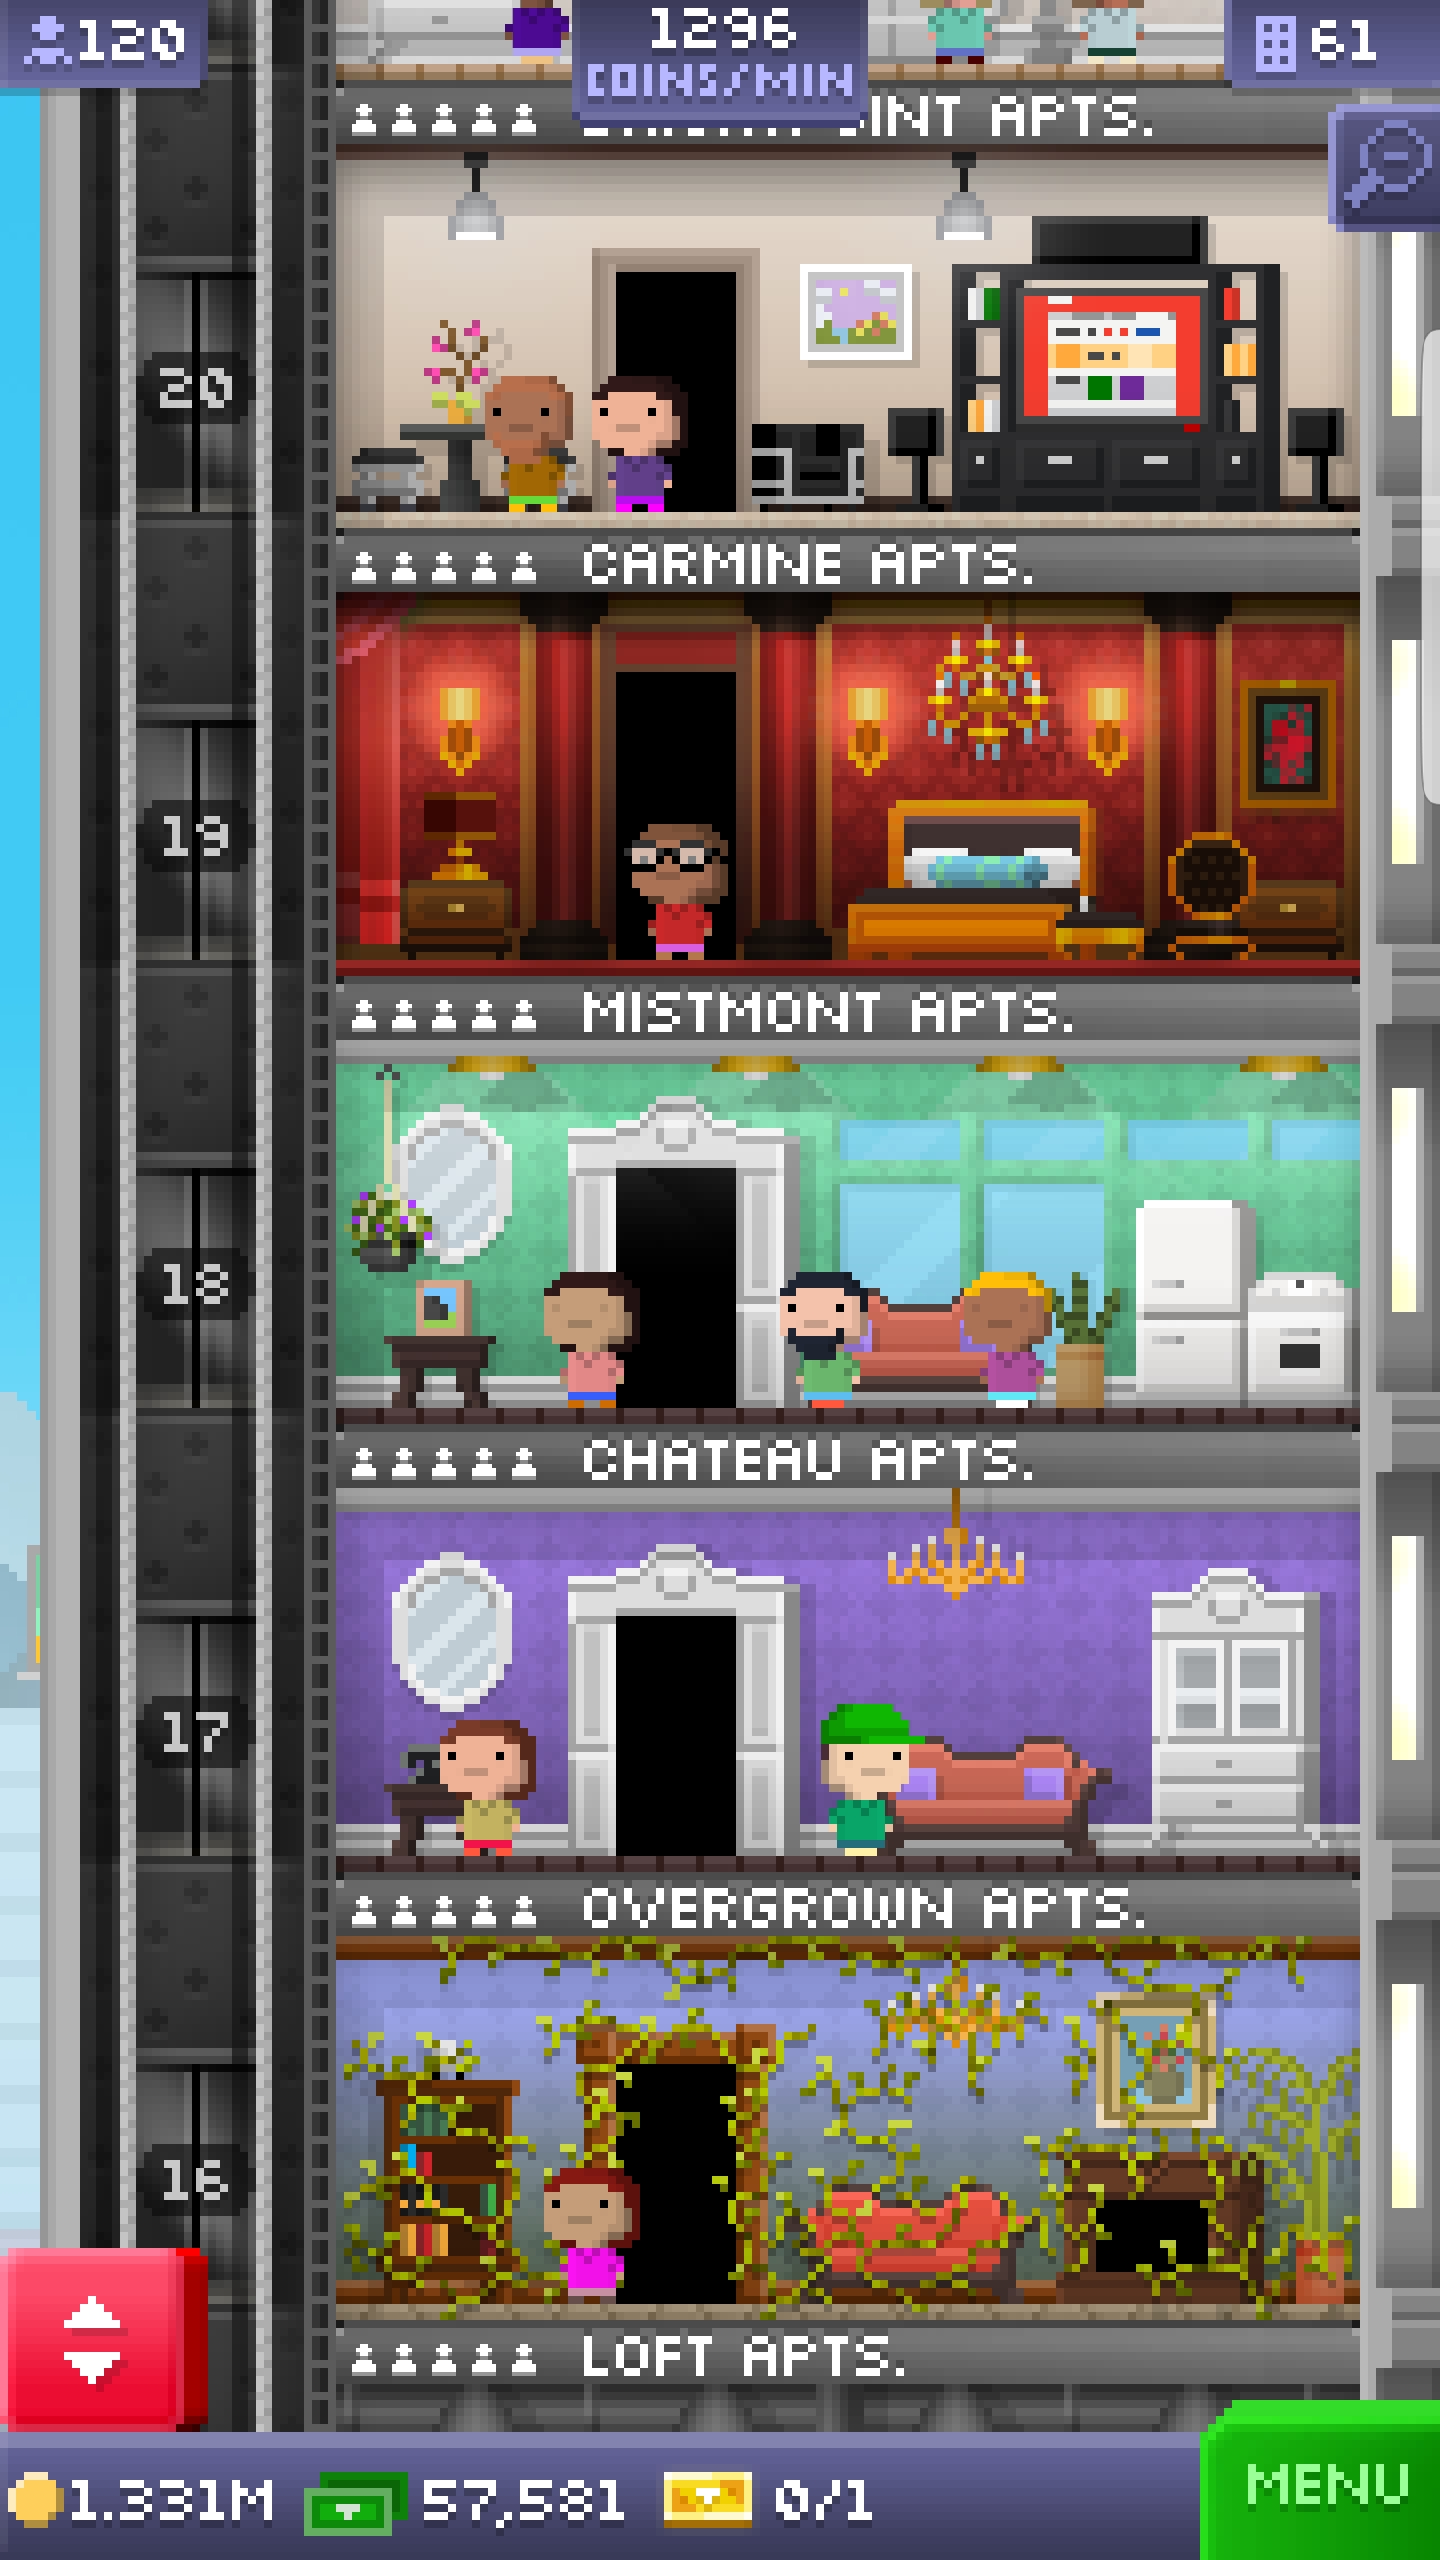 120
1296
COINS/MIN
61
INT APTS.
20
CARMINE APTS.
19
MISTMONT APTS.
18
CHATEAU APTS.
17
OVERGROWN APTS.
16
LOFT APTS.
1.331M 57,581 0/1
MENU